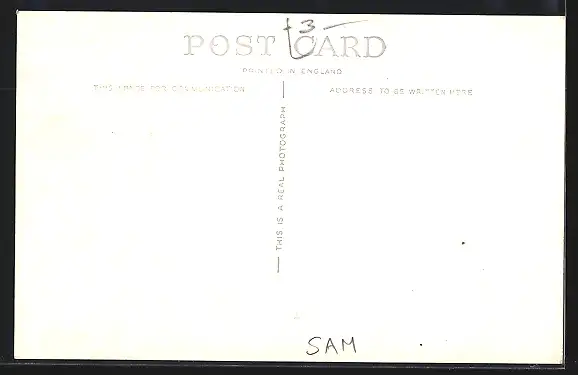 3-
POST CARD
PRINTED IN ENGLAND
THIS SPACE FOR COMMUNICATION
ADDRESS TO BE WRITTEN HERE
THIS IS A REAL PHOTOGRAPH
SAM